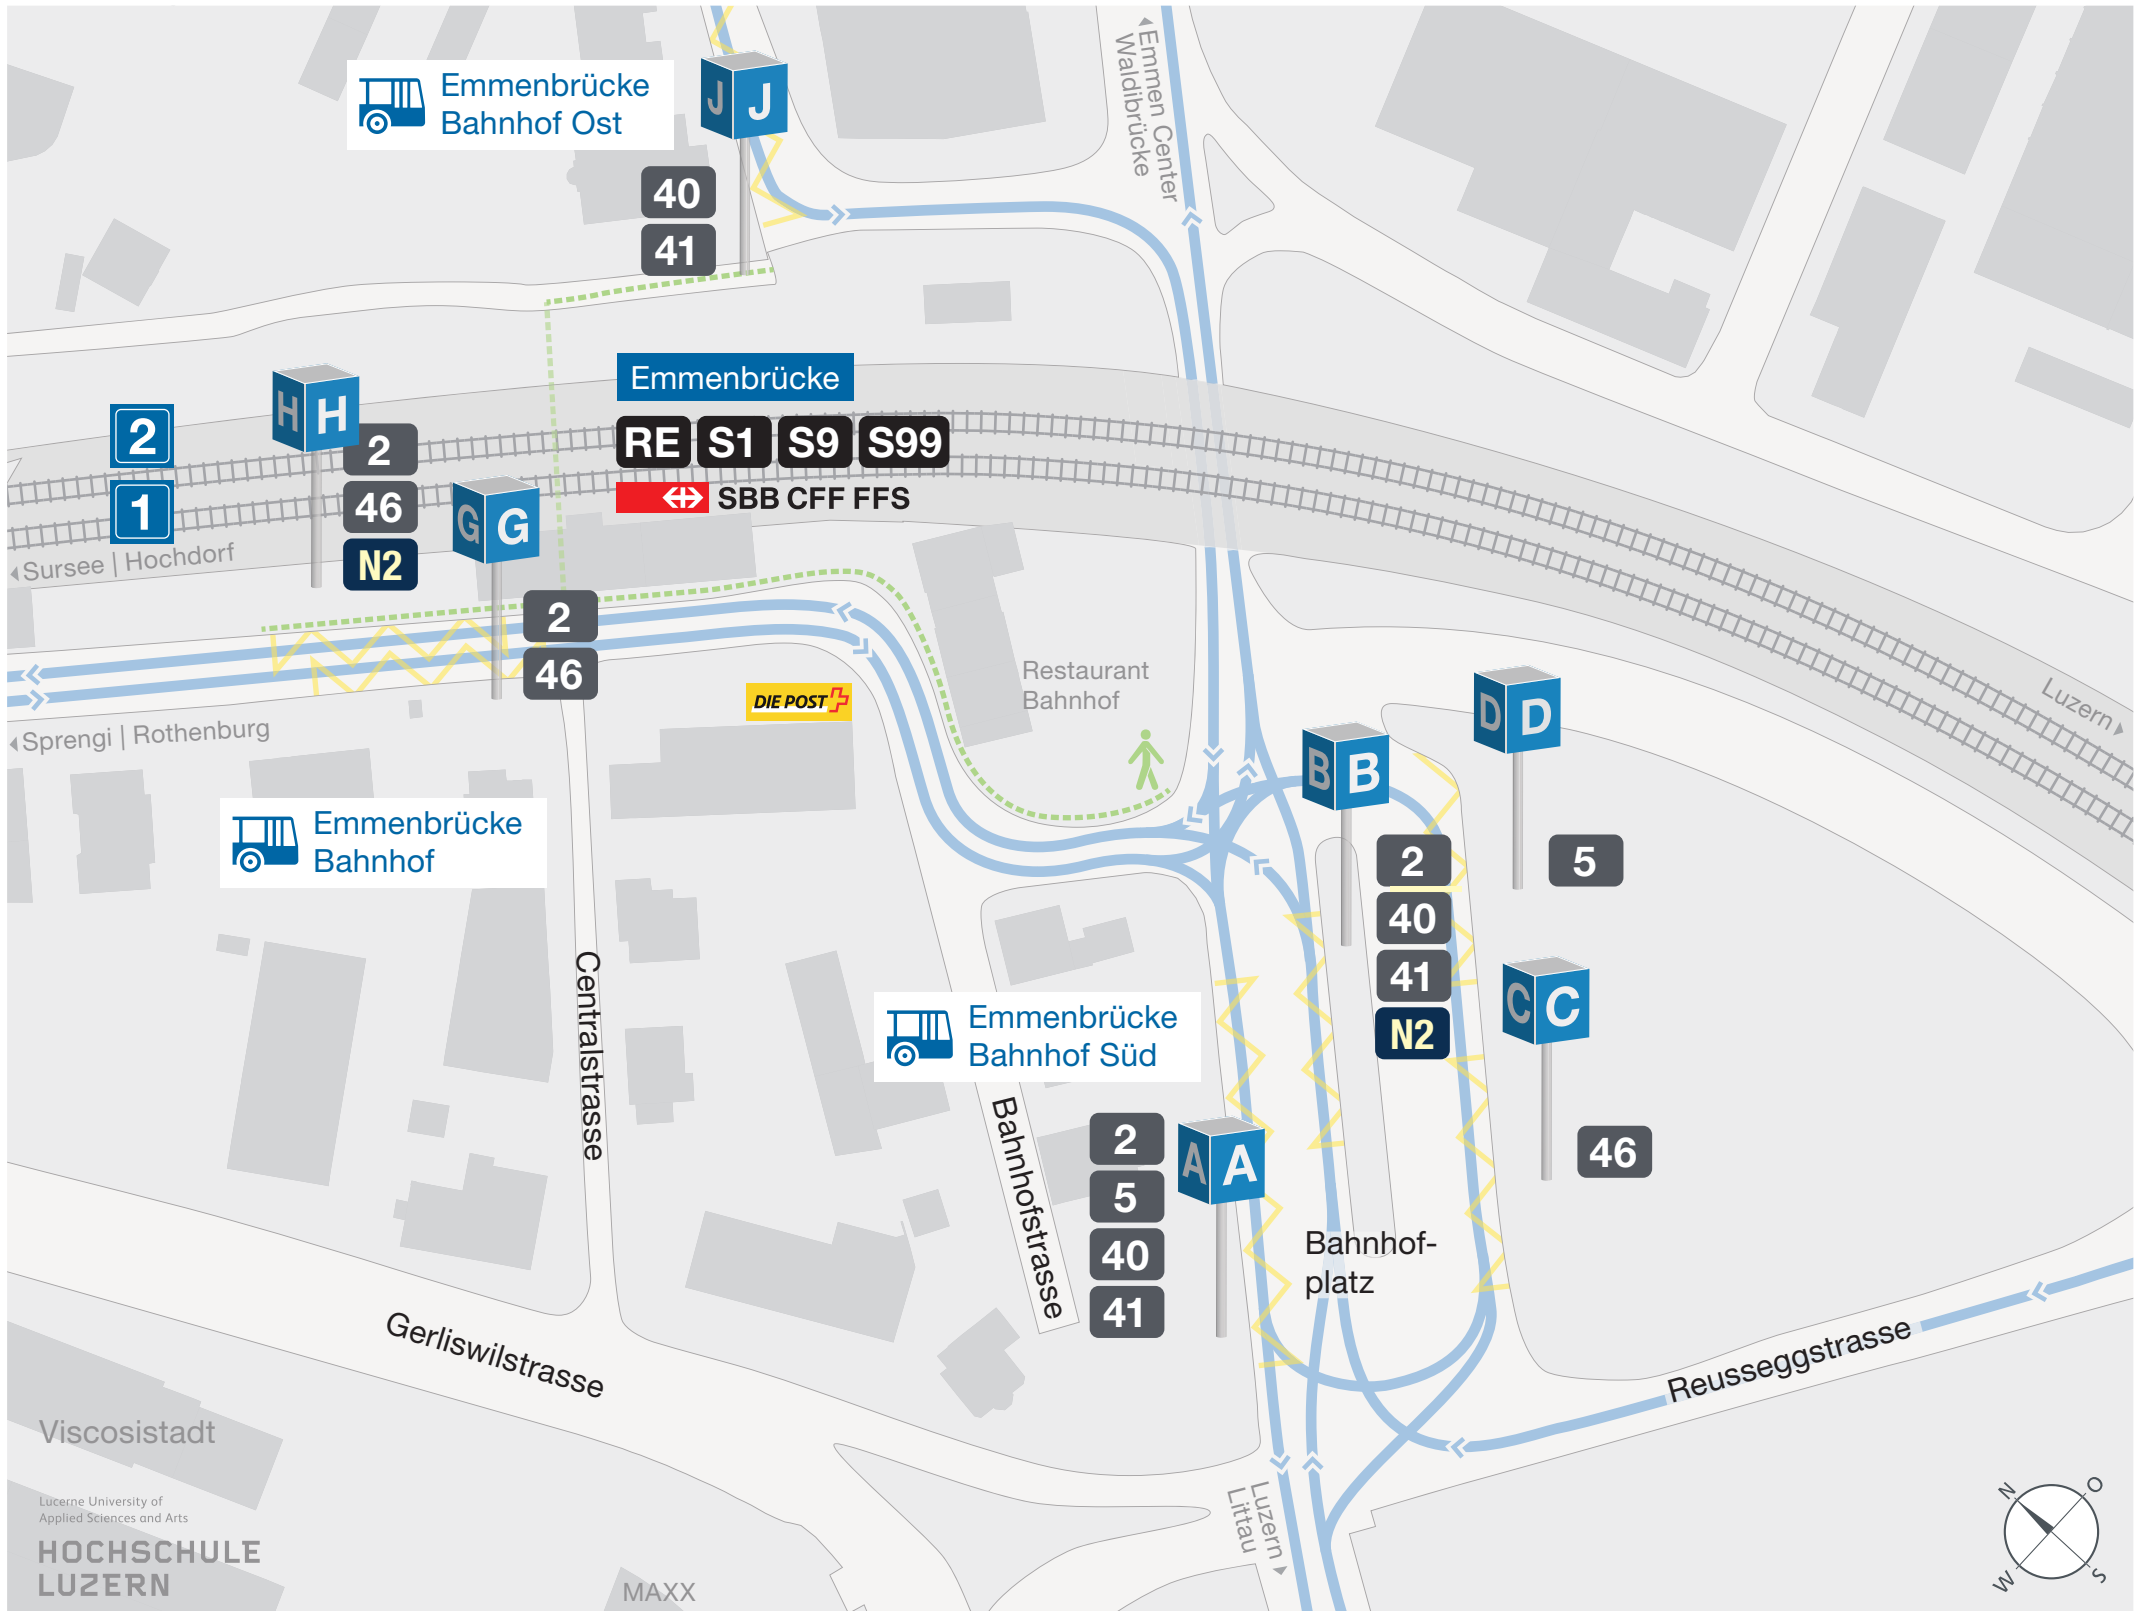 Emmen Center
Waldibrücke
Emmenbrücke
Bahnhof Ost
J
J
40
41
Emmenbrücke
RE
S1
S9
S99
SBB CFF FFS
2
1
H
H
2
46
N2
G
G
2
46
Sursee | Hochdorf
Sprengi | Rothenburg
DIE POST
Restaurant
Bahnhof
Luzern
D
D
5
B
B
2
40
41
N2
Emmenbrücke
Bahnhof
C
C
46
Centralstrasse
Emmenbrücke
Bahnhof Süd
Bahnhofstrasse
A
A
2
5
40
41
Bahnhof-
platz
Gerliswilstrasse
Reusseggstrasse
Viscosistadt
Lucerne University of
Applied Sciences and Arts
HOCHSCHULE
LUZERN
MAXX
Luzern
Littau
N
O
W
S